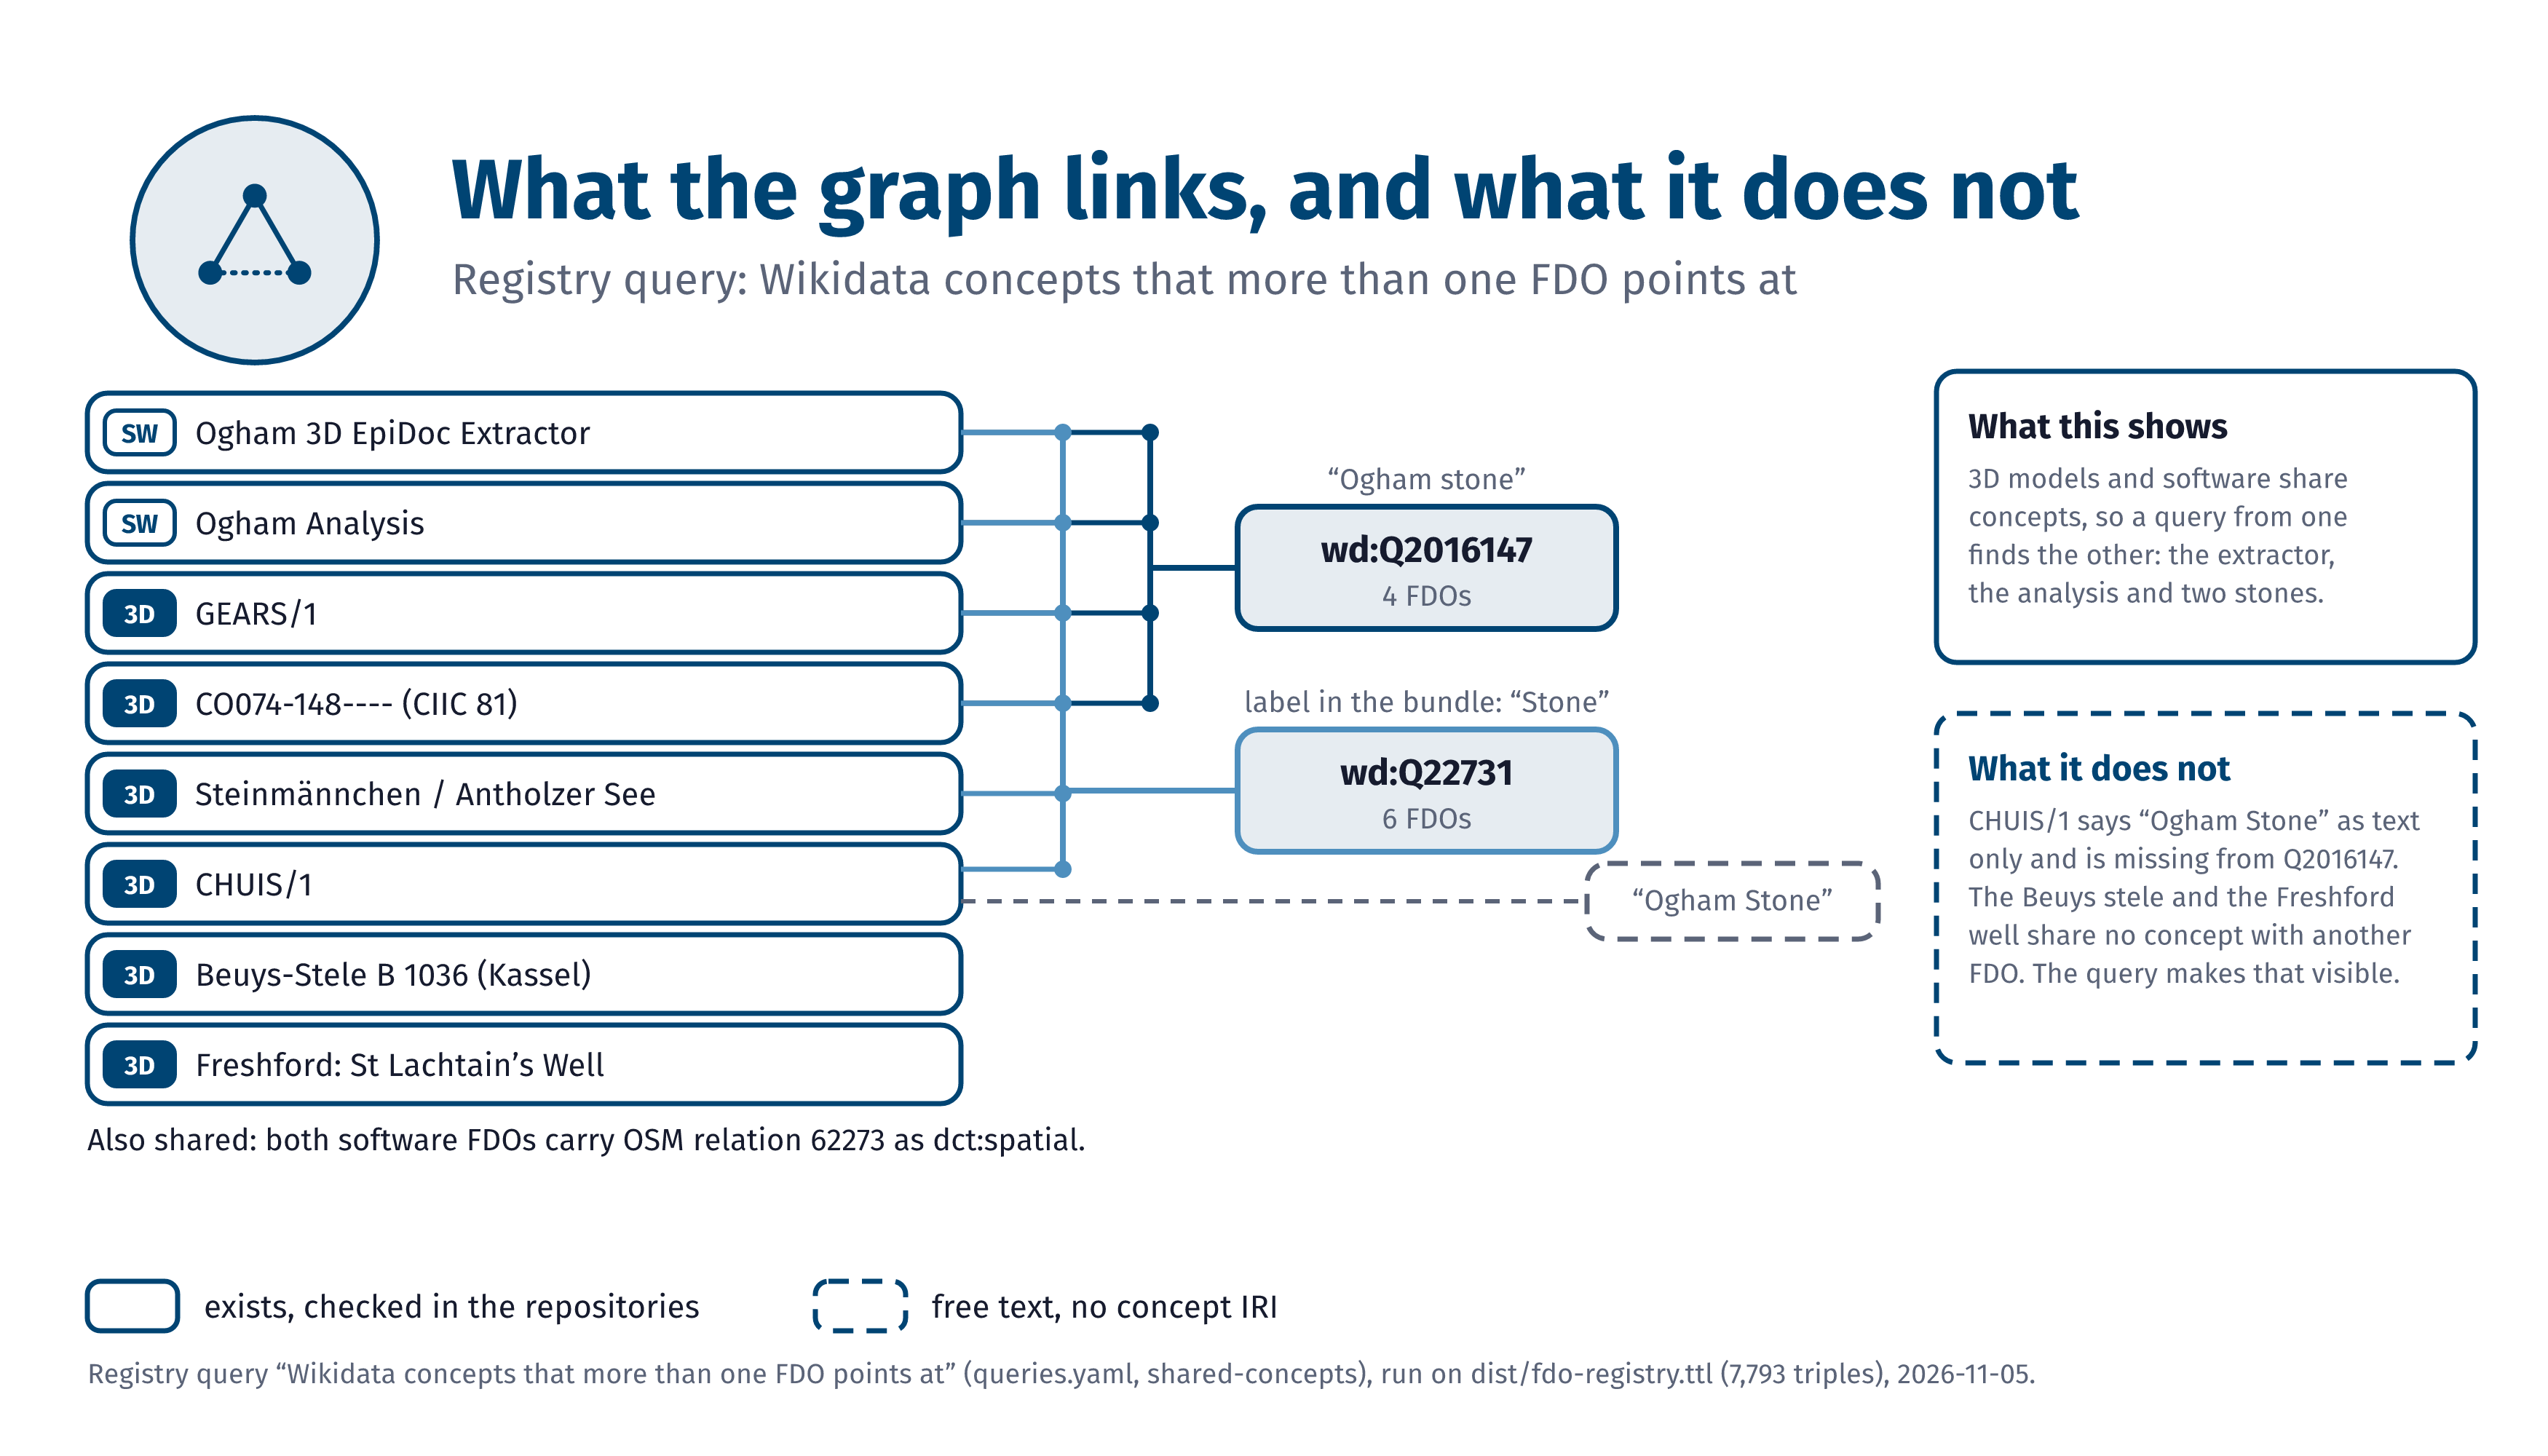 What the graph links, and what it does not
Registry query: Wikidata concepts that more than one FDO points at
SW Ogham 3D EpiDoc Extractor
SW Ogham Analysis
3D GEARS/1
3D CO074-148---- (CIIC 81)
3D Steinmännchen / Antholzer See
3D CHUIS/1
3D Beuys-Stele B 1036 (Kassel)
3D Freshford: St Lachtain’s Well
Also shared: both software FDOs carry OSM relation 62273 as dct:spatial.
“Ogham stone”
wd:Q2016147
4 FDOs
label in the bundle: “Stone”
wd:Q22731
6 FDOs
“Ogham Stone”
What this shows
3D models and software share
concepts, so a query from one
finds the other: the extractor,
the analysis and two stones.
What it does not
CHUIS/1 says “Ogham Stone” as text
only and is missing from Q2016147.
The Beuys stele and the Freshford
well share no concept with another
FDO. The query makes that visible.
exists, checked in the repositories
free text, no concept IRI
Registry query “Wikidata concepts that more than one FDO points at” (queries.yaml, shared-concepts), run on dist/fdo-registry.ttl (7,793 triples), 2026-11-05.